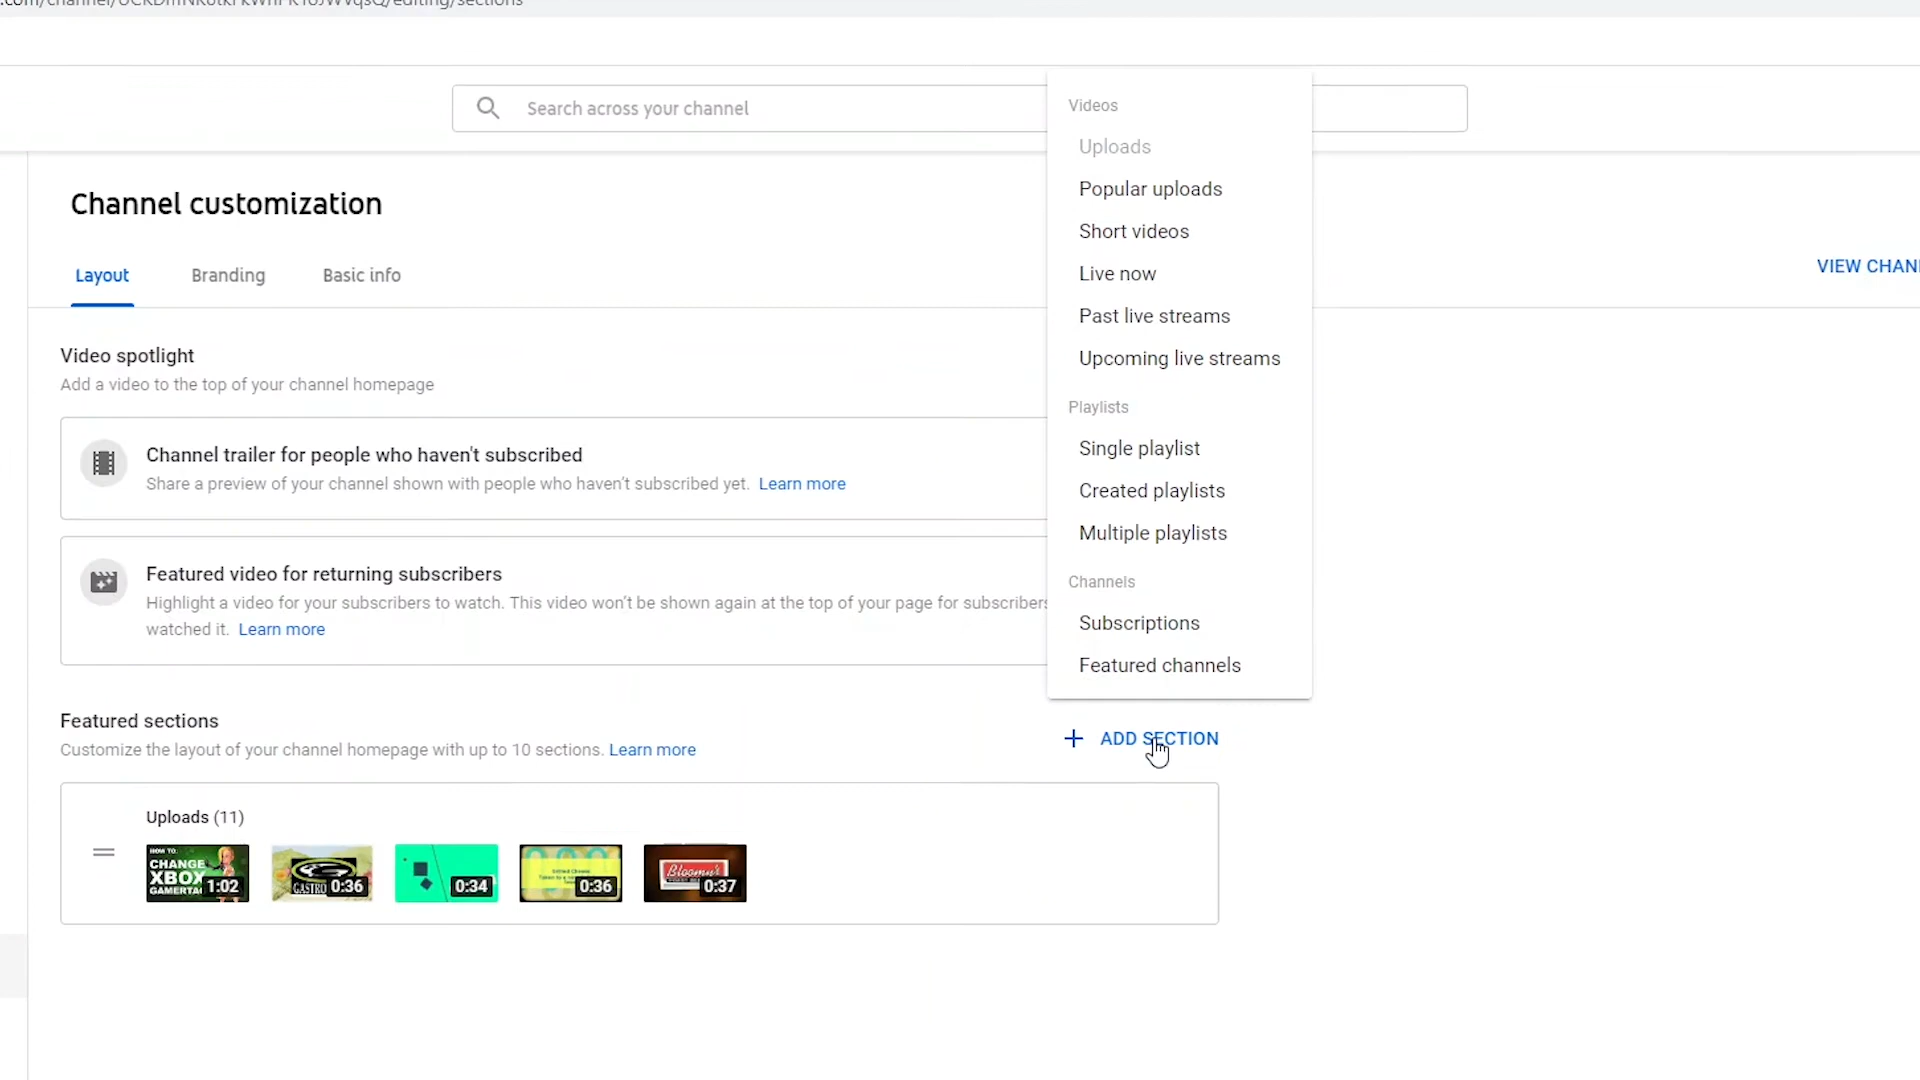 Search across your channel
Channel customization
Layout
Branding
Basic info
VIEW CHAN
Video spotlight
Add a video to the top of your channel homepage
Channel trailer for people who haven't subscribed
Share a preview of your channel shown with people who haven't subscribed yet. Learn more
Featured video for returning subscribers
Highlight a video for your subscribers to watch. This video won't be shown again at the top of your page for subscribers
watched it. Learn more
Videos
Uploads
Popular uploads
Short videos
Live now
Past live streams
Upcoming live streams
Playlists
Single playlist
Created playlists
Multiple playlists
Channels
Subscriptions
Featured channels
Featured sections
Customize the layout of your channel homepage with up to 10 sections. Learn more
ADD SECTION
Uploads (11)
HOW TO:
CHANGE
XBOX
GAMERTA
1:02
GASTRO
0:36
0:34
0:36
Bloomu's
0:37